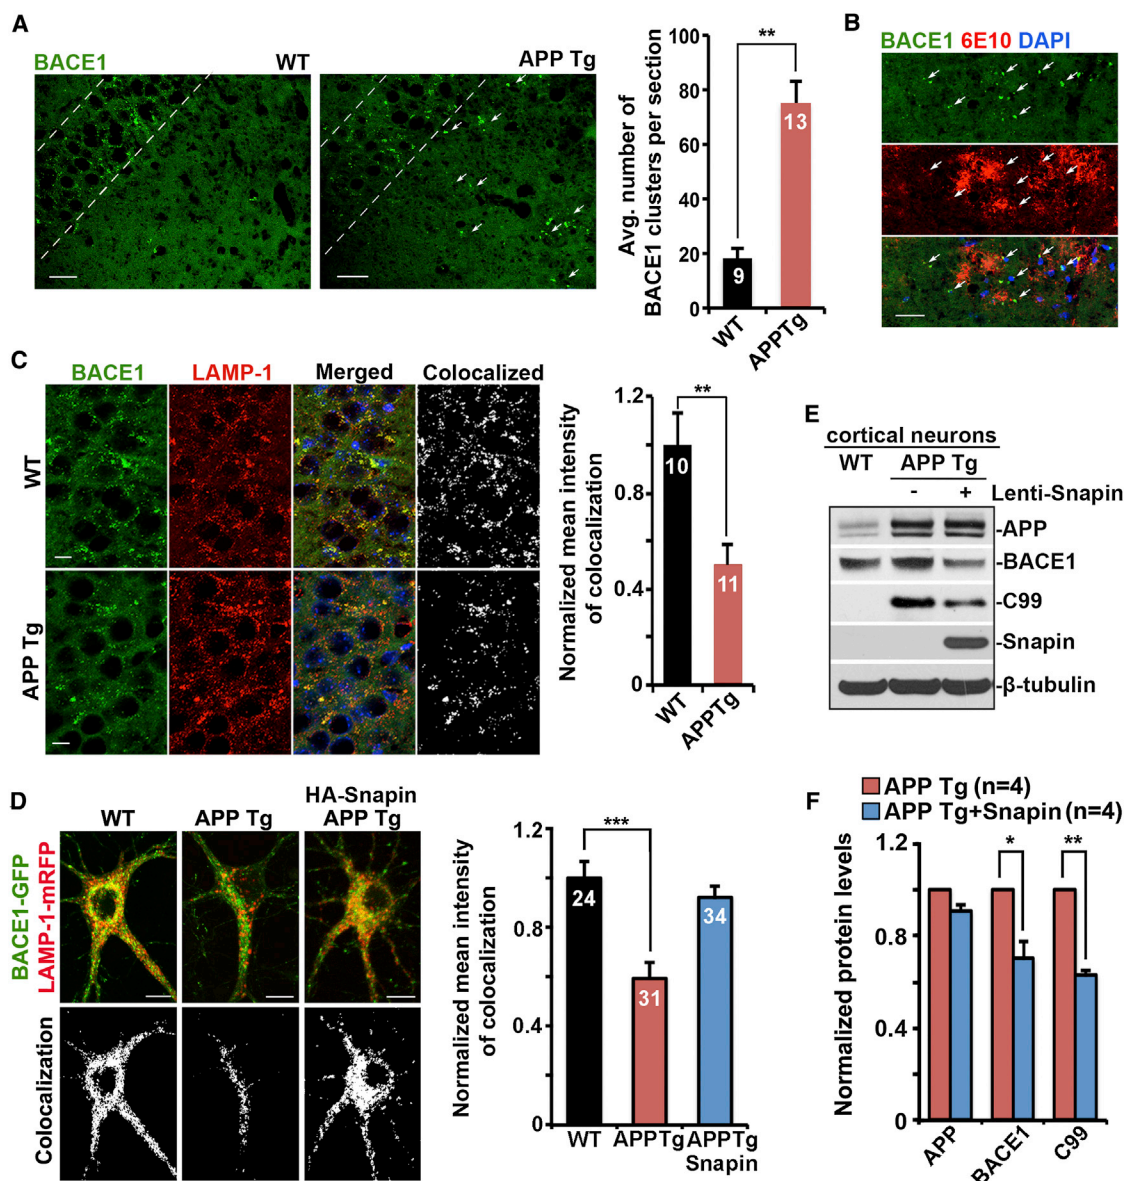 A
BACE1 WT
APP Tg
Avg. number of
BACE1 clusters per section
100
80
60
40
20
0
**
9
13
WT
APPTg
B
BACE1 6E10 DAPI
C
BACE1 LAMP-1 Merged Colocalized
WT
APP Tg
Normalized mean intensity
of colocalization
1.2
0.8
0.4
0
**
10
11
WT
APPTg
E
cortical neurons
WT APP Tg
- + Lenti-Snapin
-APP
-BACE1
-C99
-Snapin
-β-tubulin
D
WT
APP Tg
HA-Snapin
APP Tg
BACE1-GFP
LAMP-1-mRFP
Colocalization
Normalized mean intensity
of colocalization
1.2
0.8
0.4
0
***
24
31
34
WT
APPTg
APPTg
Snapin
F
APP Tg (n=4)
APP Tg+Snapin (n=4)
Normalized protein levels
1.2
0.8
0.4
0
*
**
APP
BACE1
C99